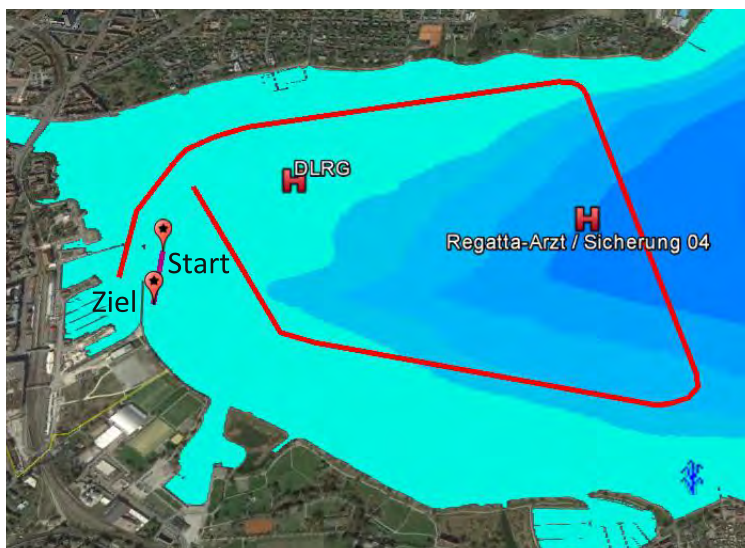 DLRG
H
H
Regatta-Arzt / Sicherung 04
Start
Ziel